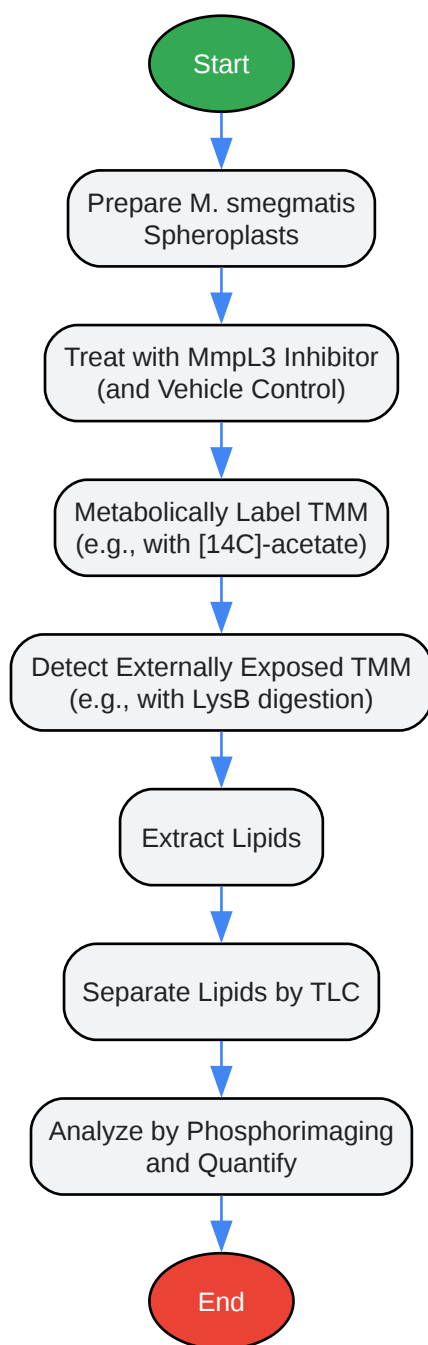 Start
Prepare M. smegmatis
Spheroplasts
Treat with MmpL3 Inhibitor
(and Vehicle Control)
Metabolically Label TMM
(e.g., with [14C]-acetate)
Detect Externally Exposed TMM
(e.g., with LysB digestion)
Extract Lipids
Separate Lipids by TLC
Analyze by Phosphorimaging
and Quantify
End